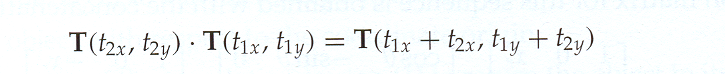 T(t₂ₓ, t₂y) · T(t₁ₓ, t₁y) = T(t₁ₓ + t₂ₓ, t₁y + t₂y)